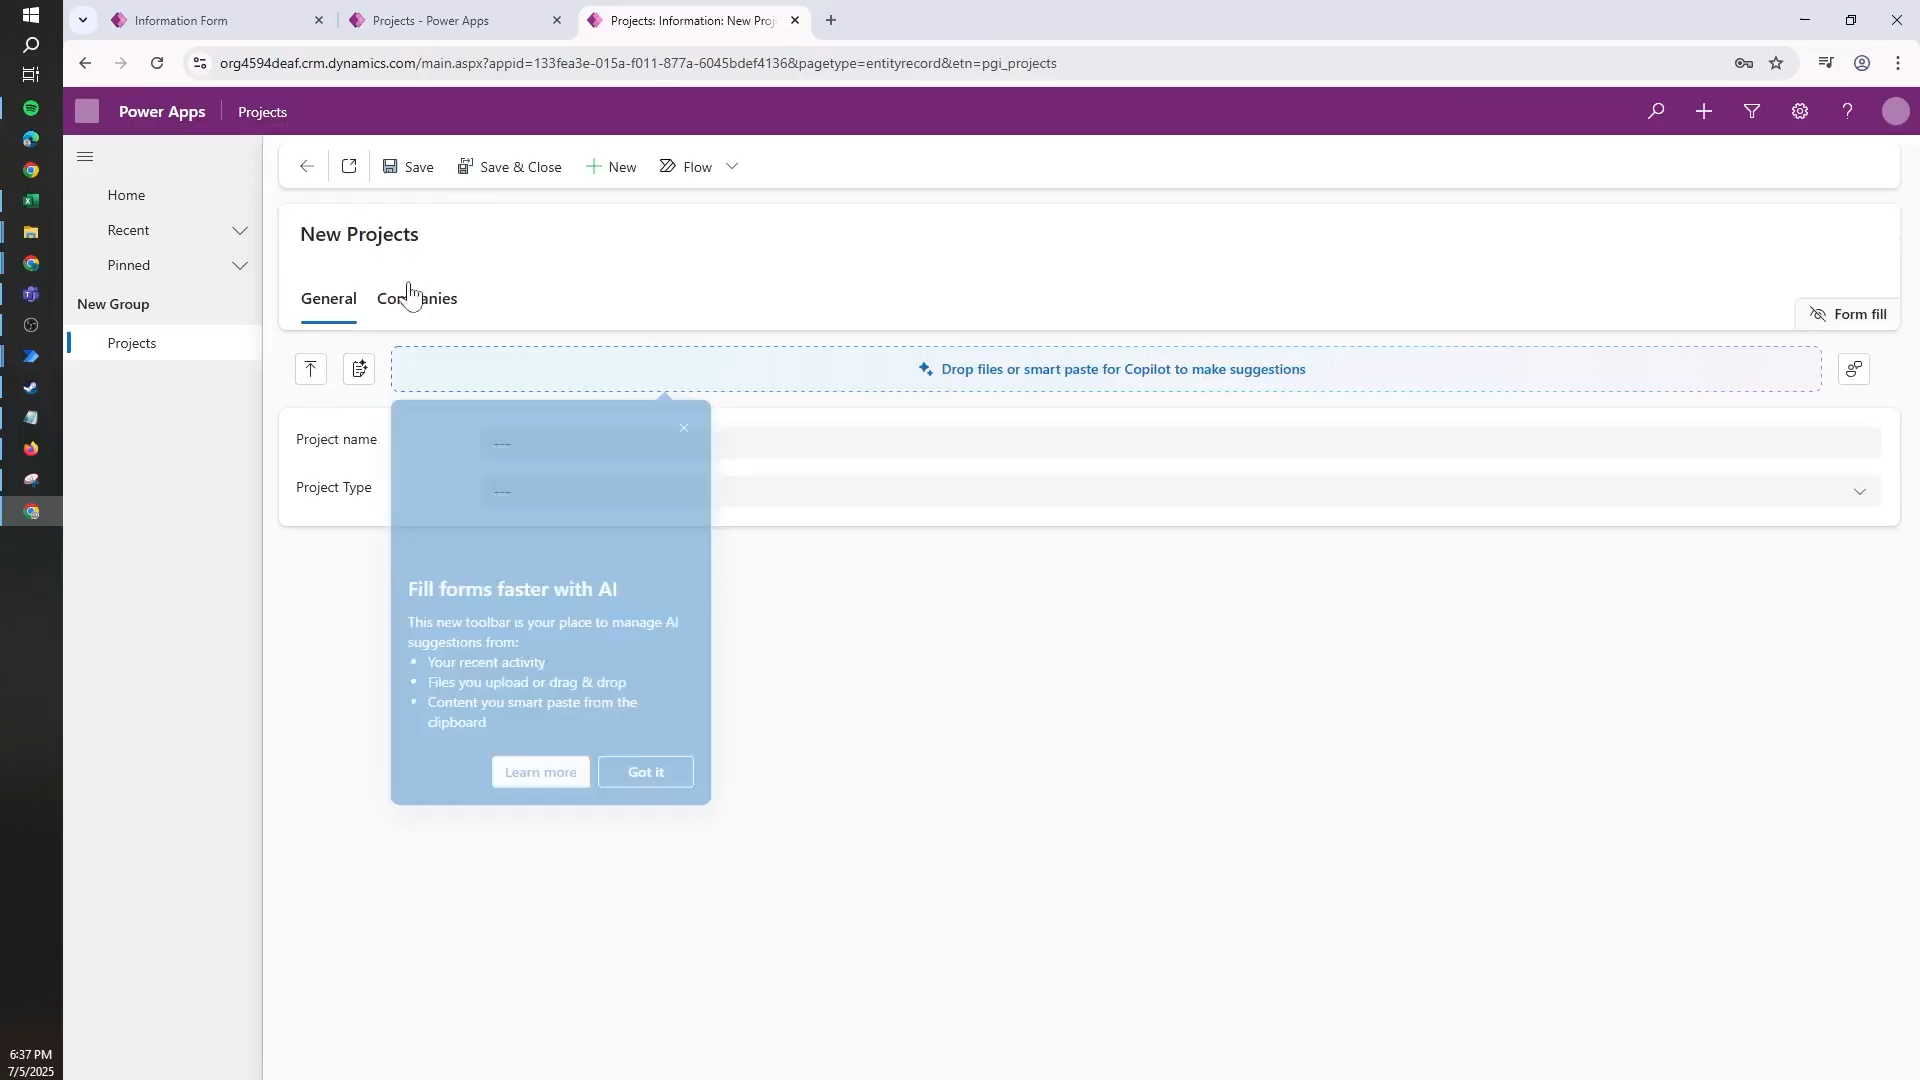 Information Form
Projects - Power Apps
Projects: Information: New Proj
org4594deaf.crm.dynamics.com/main.aspx?appid=133fea3e-015a-f011-877a-6045bdef4136&pagetype=entityrecord&etn=pgi_projects
Power Apps
Projects
Save
Save & Close
New
Flow
Home
Recent
Pinned
New Group
Projects
New Projects
General
Companies
Form fill
Drop files or smart paste for Copilot to make suggestions
Project name
---
Project Type
---
Fill forms faster with AI
This new toolbar is your place to manage AI
suggestions from:
• Your recent activity
• Files you upload or drag & drop
• Content you smart paste from the
clipboard
Learn more
Got it
6:37 PM
7/5/2025